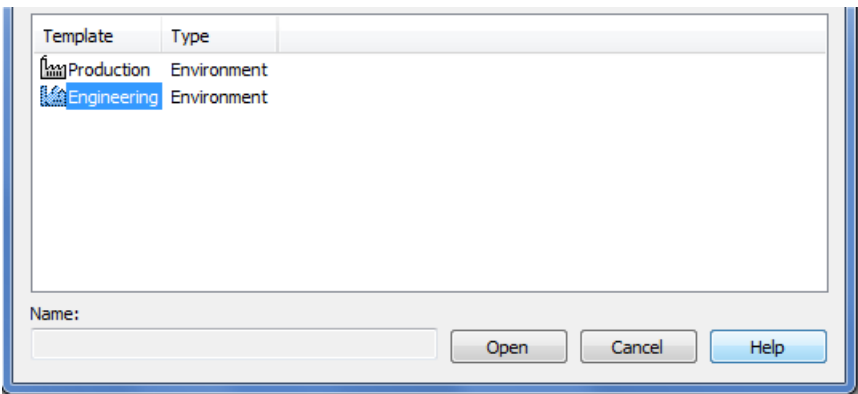 Template Type
Production Environment
Engineering Environment
Name:
Open Cancel Help